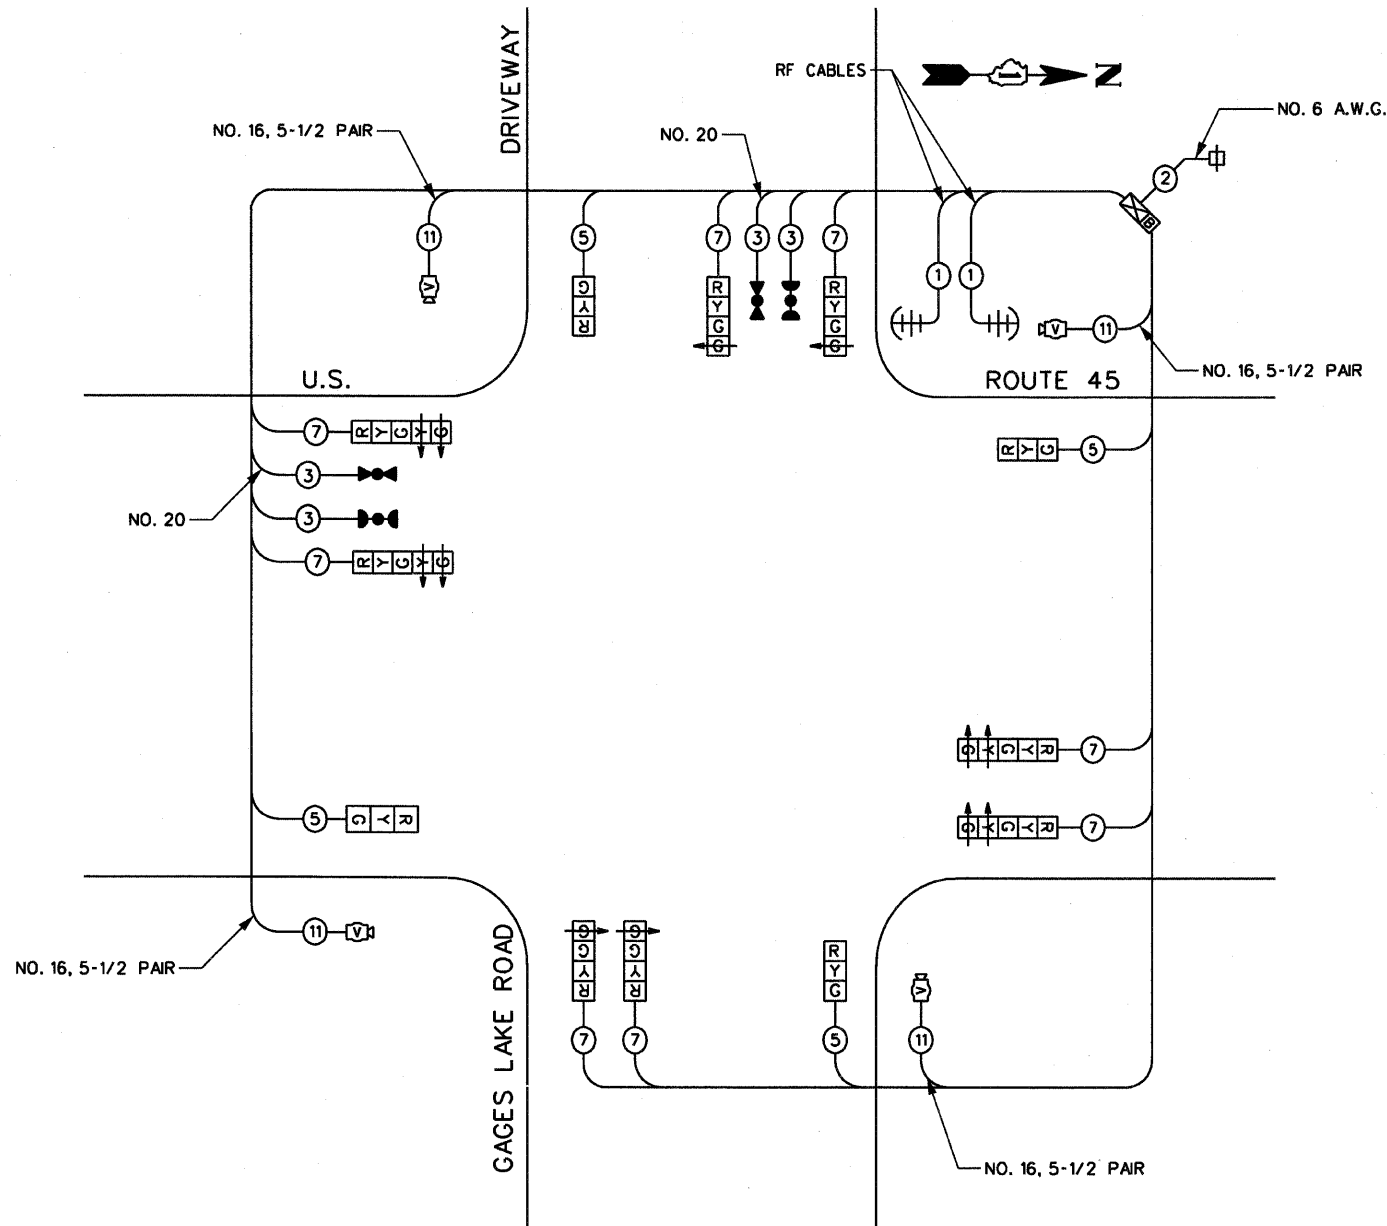 DRIVEWAY
RF CABLES
N
NO. 6 A.W.G.
NO. 16, 5-1/2 PAIR
NO. 20
2
B
11
5
7
3
3
7
1
1
V
G Y R
R Y G G
R Y G G
V
11
NO. 16, 5-1/2 PAIR
U.S.
ROUTE 45
7
R Y G Y G
R Y G
5
3
NO. 20
3
7
R Y G Y G
G Y G Y R
7
5
G Y R
G Y G Y R
7
NO. 16, 5-1/2 PAIR
11
V
GAGES LAKE ROAD
G G Y R
G G Y R
R Y G
V
7
7
5
11
NO. 16, 5-1/2 PAIR